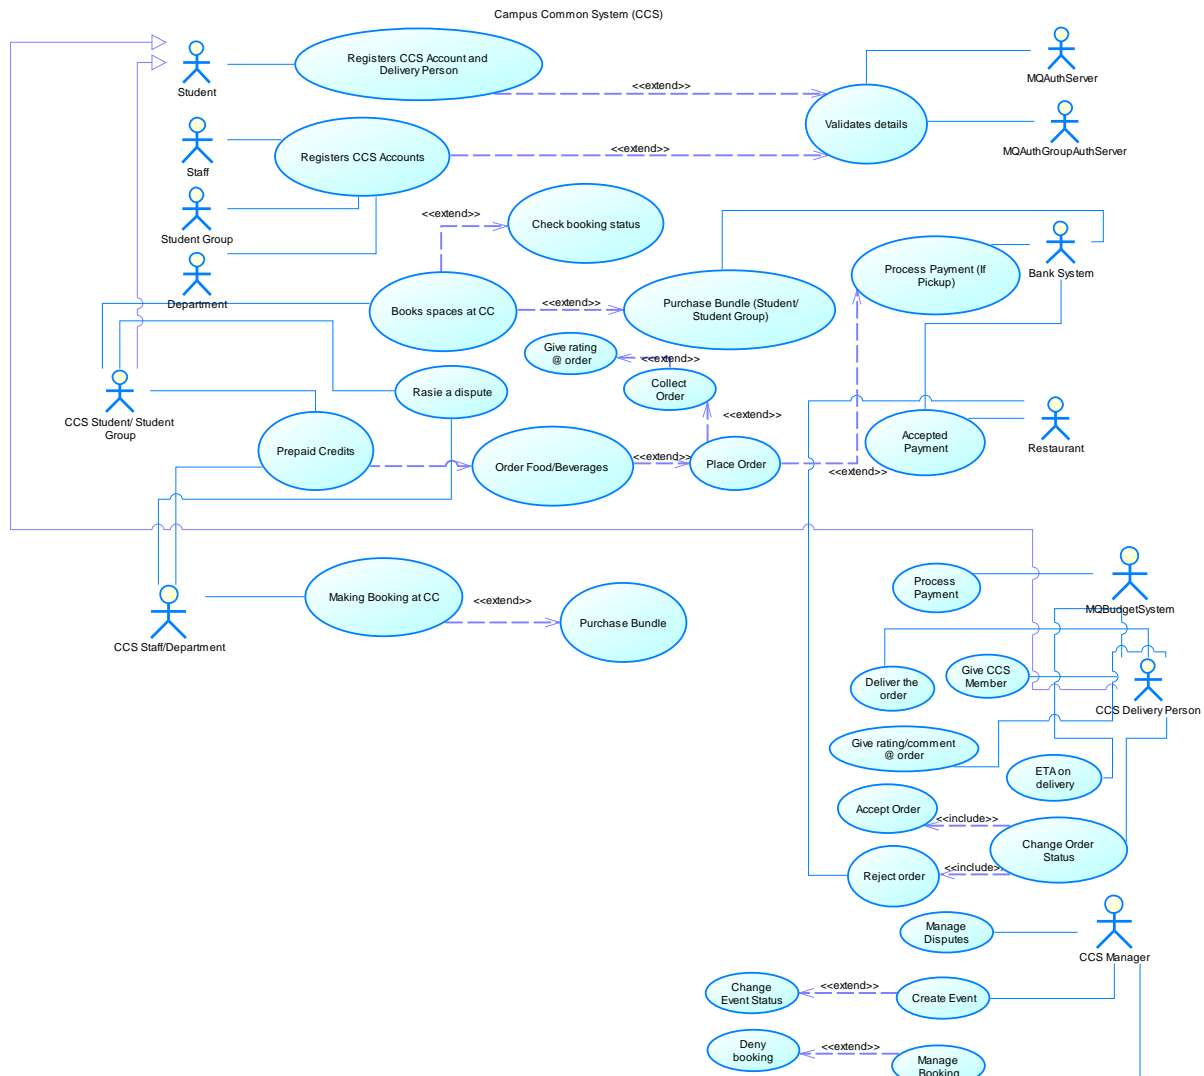 Campus Common System (CCS)
Registers CCS Account and
Delivery Person
Student
<<extend>>
MQAuthServer
Validates details
Staff
Registers CCS Accounts
<<extend>>
MQAuthGroupAuthServer
Student Group
<<extend>>
Check booking status
Department
Bank System
Process Payment (If
Pickup)
Books spaces at CC
<<extend>>
Purchase Bundle (Student/
Student Group)
Give rating
@ order
<<extend>>
Collect
Order
CCS Student/ Student
Group
Rasie a dispute
<<extend>>
Prepaid Credits
Order Food/Beverages
<<extend>>
Place Order
<<extend>>
Accepted
Payment
Restaurant
Making Booking at CC
<<extend>>
Purchase Bundle
CCS Staff/Department
Process
Payment
MQBudgetSystem
Deliver the
order
Give CCS
Member
CCS Delivery Person
Give rating/comment
@ order
ETA on
delivery
Accept Order
<<include>>
Change Order
Status
Reject order
<<include>>
Manage
Disputes
CCS Manager
Change
Event Status
<<extend>>
Create Event
Deny
booking
<<extend>>
Manage
Booking